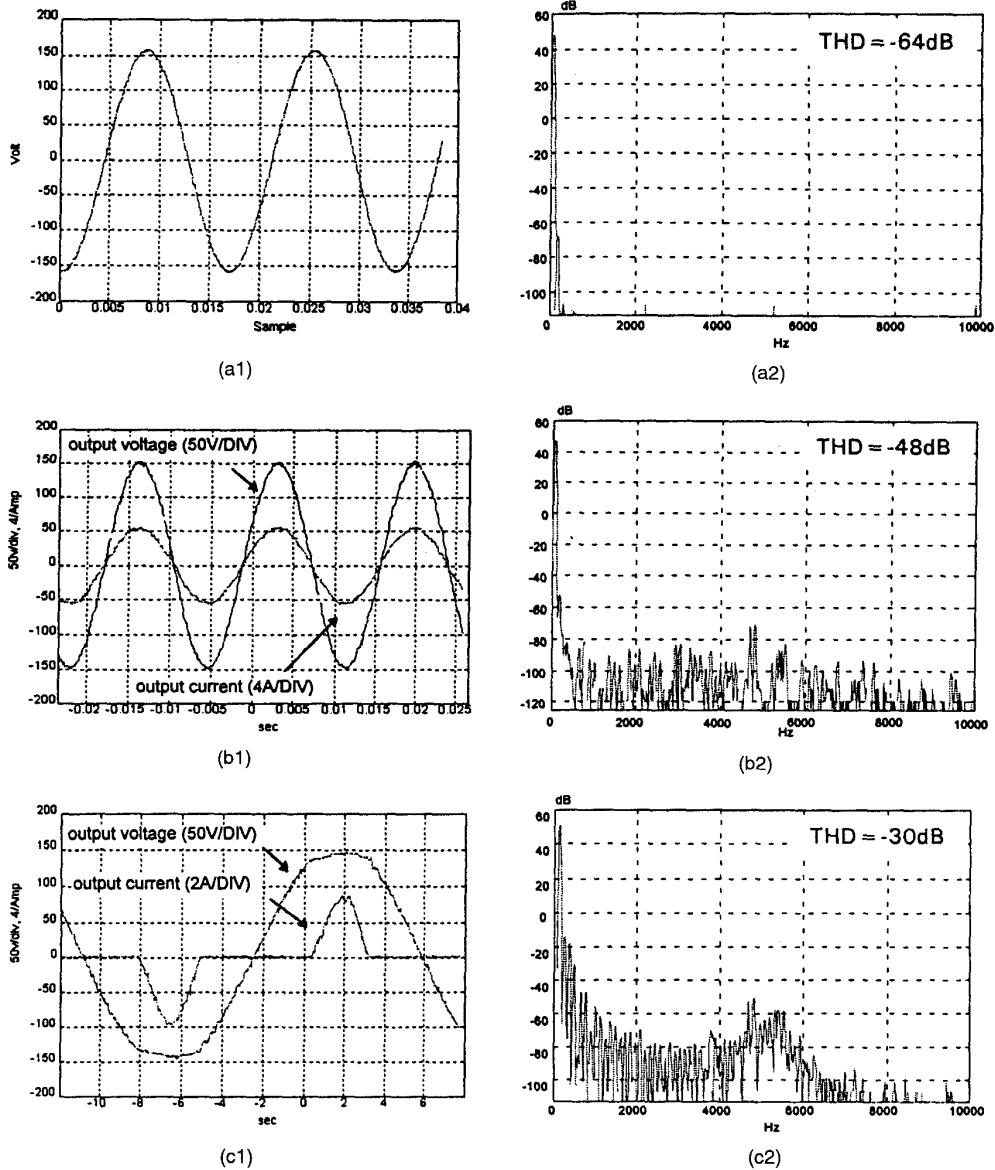 200
150
100
50
0
-50
-100
-150
-200
Volt
0 0.005 0.01 0.015 0.02 0.025 0.03 0.035 0.04
Sample
(a1)
dB
60
40
20
0
-20
-40
-60
-80
-100
THD = -64dB
0 2000 4000 6000 8000 10000
Hz
(a2)
200
150
100
50
0
-50
-100
-150
-200
50v/div, 4/Amp
output voltage (50V/DIV)
output current (4A/DIV)
-0.02 -0.015 -0.01 -0.005 0 0.005 0.01 0.015 0.02 0.025
sec
(b1)
dB
60
40
20
0
-20
-40
-60
-80
-100
-120
THD = -48dB
0 2000 4000 6000 8000 10000
Hz
(b2)
200
150
100
50
0
-50
-100
-150
-200
50v/div, 4/Amp
output voltage (50V/DIV)
output current (2A/DIV)
-10 -8 -6 -4 -2 0 2 4 6
sec
(c1)
dB
60
40
20
0
-20
-40
-60
-80
-100
THD = -30dB
0 2000 4000 6000 8000 10000
Hz
(c2)